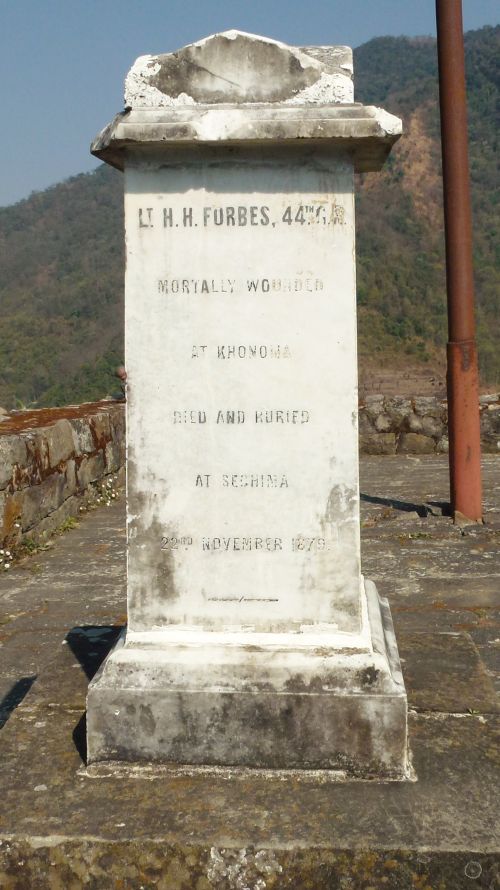 LT H. H. FORBES, 44TH G.R.
MORTALLY WOUNDED
AT KHONOMA
DIED AND BURIED
AT SECHIMA
22ND NOVEMBER 1879.